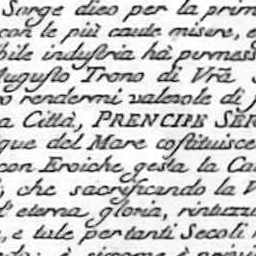 Sorge dico per la prim
con le più caute misure, e
bile industria hà permess
Augusto Trono di Vrã
o rendermi valevole di
a Città, PRENCIPE SER
que del Mare costituisce
con Eroiche gesta la Ca
, che sacrificando la V
d'eterna gloria, rintuzz
, e tale per tanti Secoli